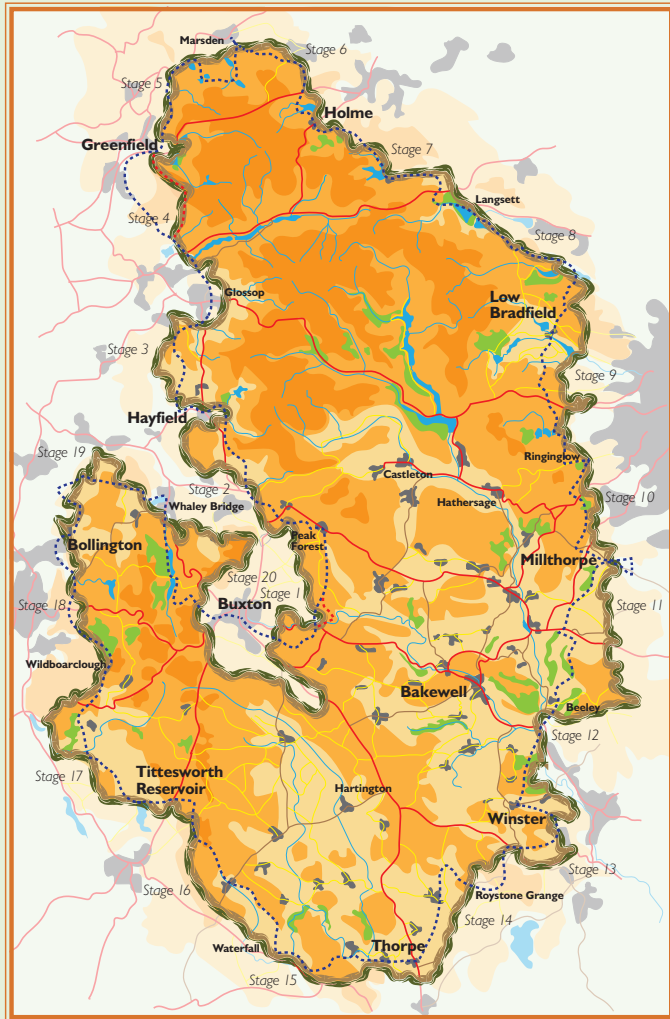 Marsden
Stage 6
Stage 5
Holme
Greenfield
Stage 7
Langsett
Stage 4
Stage 8
Glossop
Low
Bradfield
Stage 3
Stage 9
Hayfield
Stage 19
Ringinglow
Castleton
Stage 2
Hathersage
Stage 10
Whaley Bridge
Peak
Forest
Bollington
Millthorpe
Stage 20
Stage 1
Buxton
Stage 18
Stage 11
Wildboarclough
Bakewell
Beeley
Stage 12
Stage 17
Tittesworth
Reservoir
Hartington
Winster
Stage 13
Stage 16
Roystone Grange
Stage 14
Waterfall
Thorpe
Stage 15